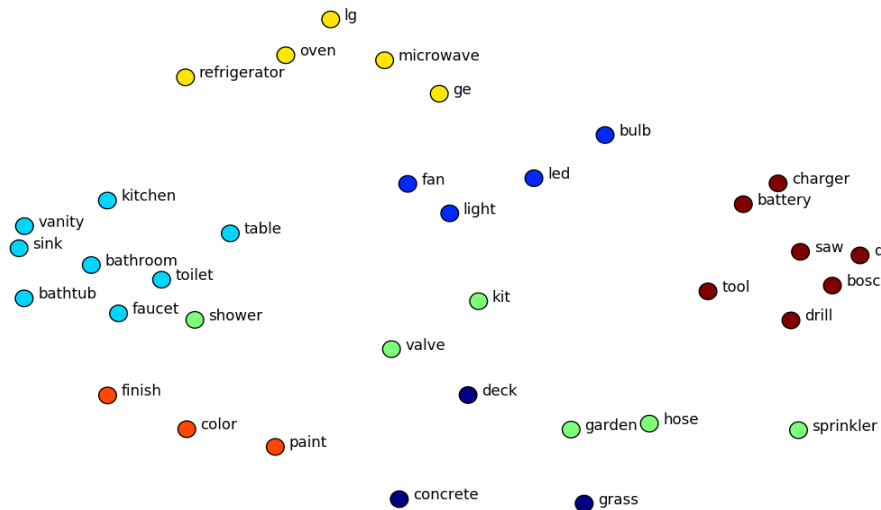 lg
oven
microwave
refrigerator
ge
bulb
led
fan
charger
kitchen
battery
light
vanity
table
sink
saw
bathroom
toilet
tool
bathtub
kit
faucet
shower
drill
valve
finish
deck
hose
color
garden
sprinkler
paint
concrete
grass